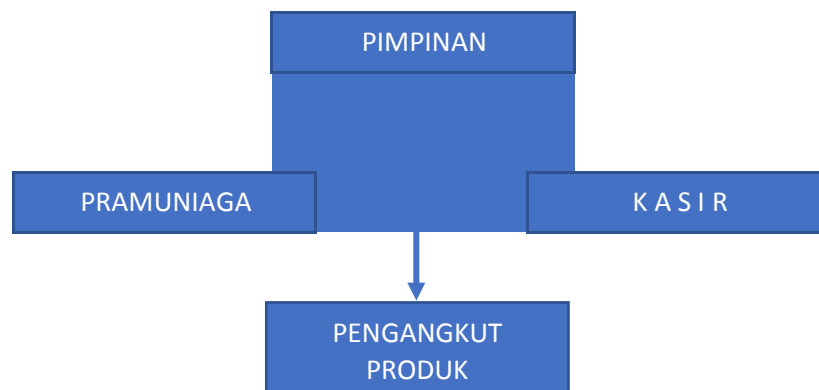 PIMPINAN
PRAMUNIAGA
K A S I R
PENGANGKUT
PRODUK